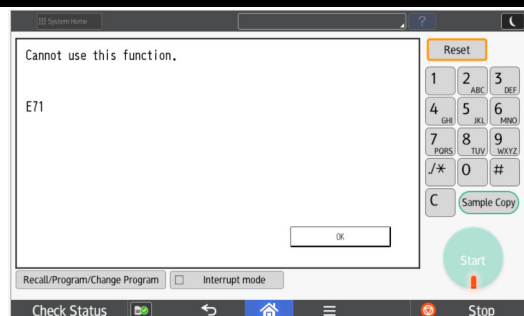 System Home
?
Cannot use this function.
E71
OK
Recall/Program/Change Program
Interrupt mode
Reset
1
2 ABC
3 DEF
4 GHI
5 JKL
6 MNO
7 PQRS
8 TUV
9 WXYZ
./*
0
#
C
Sample Copy
Start
Check Status
Stop